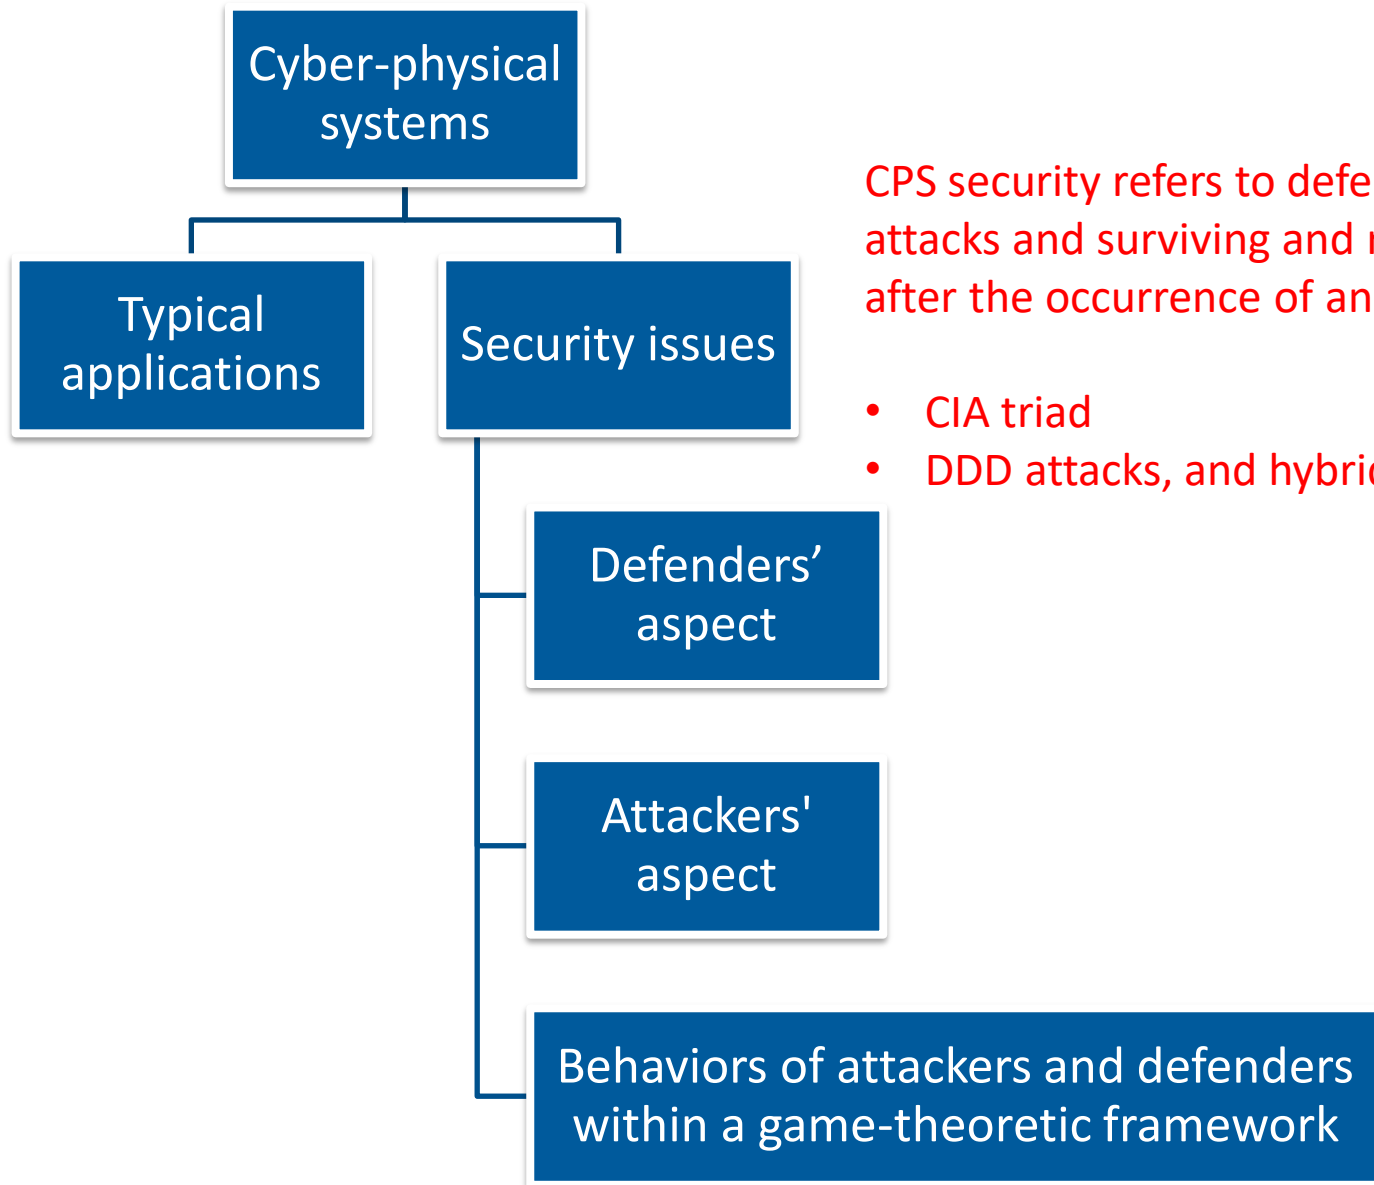 Cyber-physical
systems
CPS security refers to
attacks and surviving and
after the occurrence of an
• CIA triad
• DDD attacks, and
Typical
applications
Security issues
Defenders’
aspect
Attackers'
aspect
Behaviors of attackers and defenders
within a game-theoretic framework